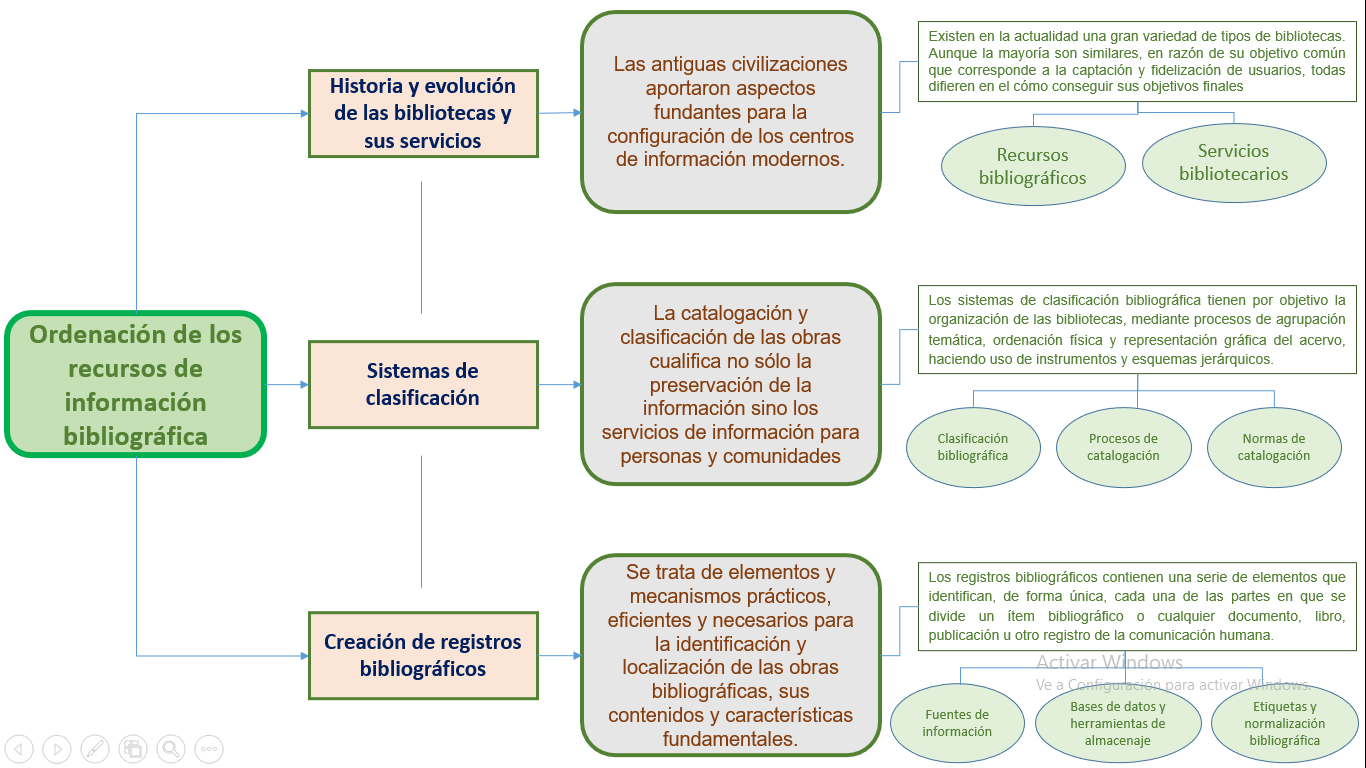 Ordenación de los
recursos de
información
bibliográfica
Historia y evolución
de las bibliotecas y
sus servicios
Las antiguas civilizaciones
aportaron aspectos
fundantes para la
configuración de los centros
de información modernos.
Existen en la actualidad una gran variedad de tipos de bibliotecas.
Aunque la mayoría son similares, en razón de su objetivo común
que corresponde a la captación y fidelización de usuarios, todas
difieren en el cómo conseguir sus objetivos finales
Recursos
bibliográficos
Servicios
bibliotecarios
Sistemas de
clasificación
La catalogación y
clasificación de las obras
cualifica no sólo la
preservación de la
información sino los
servicios de información para
personas y comunidades
Los sistemas de clasificación bibliográfica tienen por objetivo la
organización de las bibliotecas, mediante procesos de agrupación
temática, ordenación física y representación gráfica del acervo,
haciendo uso de instrumentos y esquemas jerárquicos.
Clasificación
bibliográfica
Procesos de
catalogación
Normas de
catalogación
Creación de registros
bibliográficos
Se trata de elementos y
mecanismos prácticos,
eficientes y necesarios para
la identificación y
localización de las obras
bibliográficas, sus
contenidos y características
fundamentales.
Los registros bibliográficos contienen una serie de elementos que
identifican, de forma única, cada una de las partes en que se
divide un ítem bibliográfico o cualquier documento, libro,
publicación u otro registro de la comunicación humana.
Activar Windows
Ve a Configuración para activar Windows.
Fuentes de
información
Bases de datos y
herramientas de
almacenaje
Etiquetas y
normalización
bibliográfica